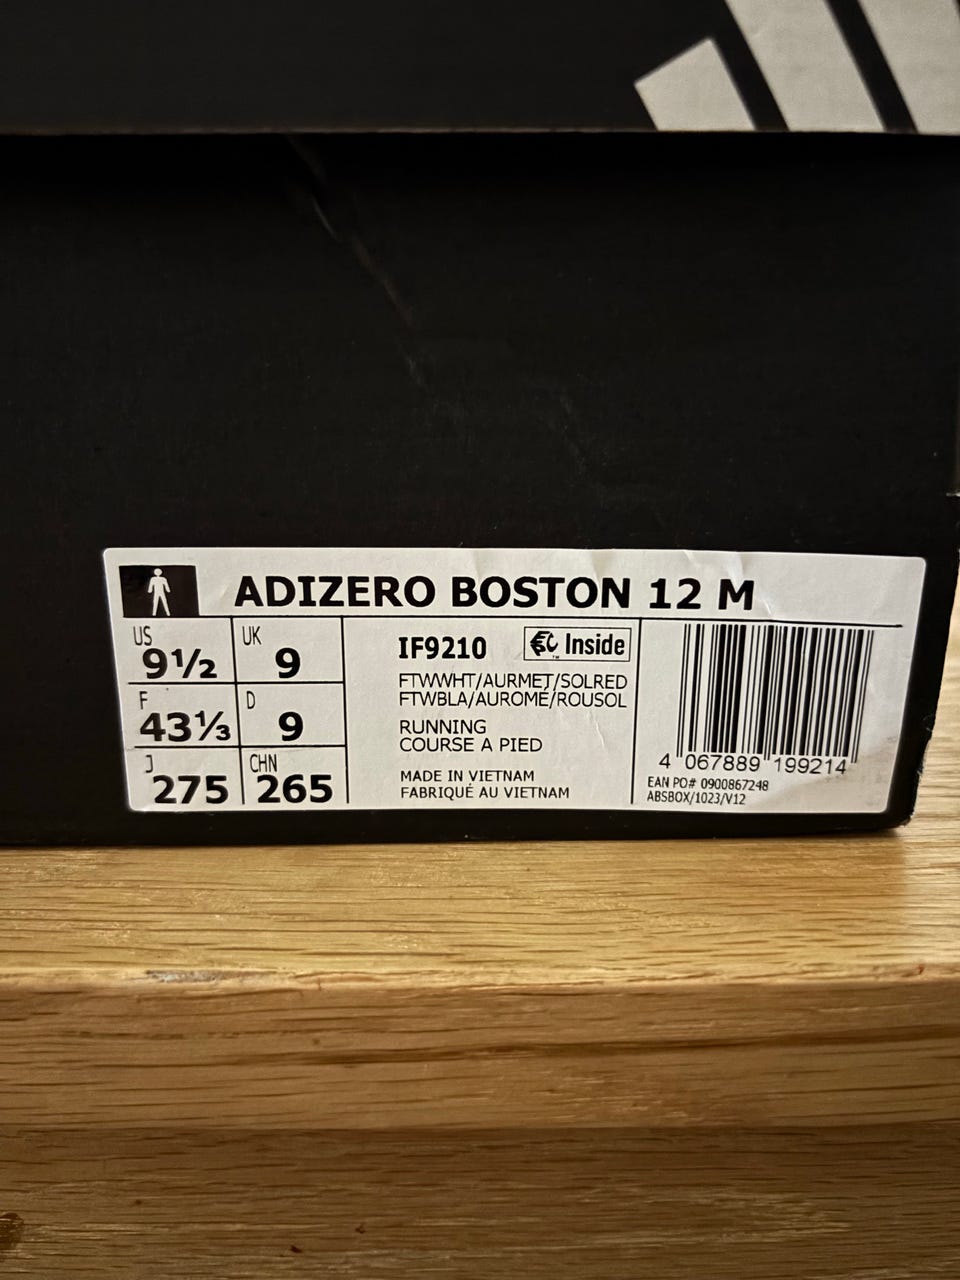 ADIZERO BOSTON 12 M
US 9½
UK 9
F 43⅓
D 9
J 275
CHN 265
IF9210
Inside
FTWWHT/AURMET/SOLRED
FTWBLA/AUROME/ROUSOL
RUNNING
COURSE A PIED
MADE IN VIETNAM
FABRIQUÉ AU VIETNAM
4 067889 199214
EAN PO# 0900867248
ABSBOX/1023/V12